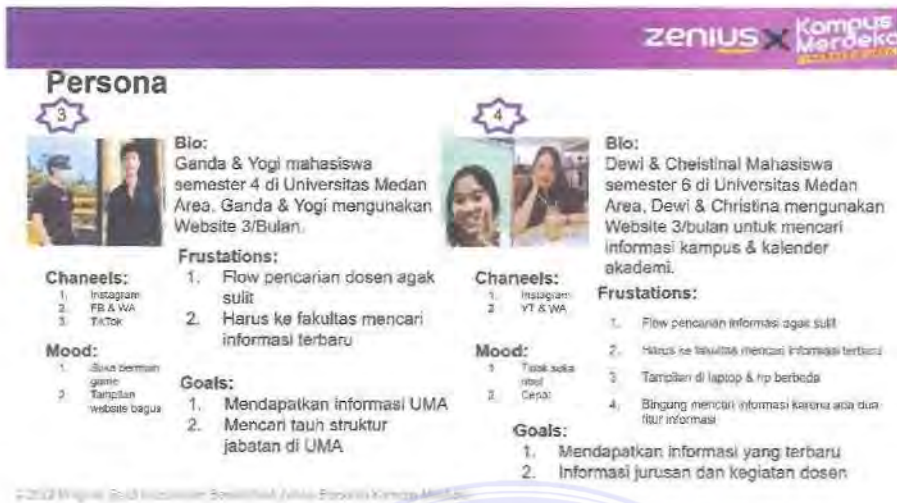 zenius x Kampus Merdeka
Persona
3
Bio:
Ganda & Yogi mahasiswa
semester 4 di Universitas Medan
Area. Ganda & Yogi mengunakan
Website 3/Bulan.
Chaneels:
1. Instagram
2. FB & WA
3. TikTok
Mood:
1. Suka bermain
game
2. Tampilan
website bagus
Frustations:
1. Flow pencarian dosen agak
sulit
2. Harus ke fakultas mencari
informasi terbaru
Goals:
1. Mendapatkan informasi UMA
2. Mencari tauh struktur
jabatan di UMA
4
Bio:
Dewi & Cheistinal Mahasiswa
semester 6 di Universitas Medan
Area, Dewi & Christina mengunakan
Website 3/bulan untuk mencari
informasi kampus & kalender
akademi.
Chaneels:
1. Instagram
2. YT & WA
Mood:
1. Tidak suka
ribet
2. Cepat
Frustations:
1. Flow pencarian informasi agak sulit
2. Harus ke fakultas mencari informasi terbaru
3. Tampilan di laptop & hp berbeda
4. Bingung mencari informasi karena ada dua
fitur informasi
Goals:
1. Mendapatkan informasi yang terbaru
2. Informasi jurusan dan kegiatan dosen